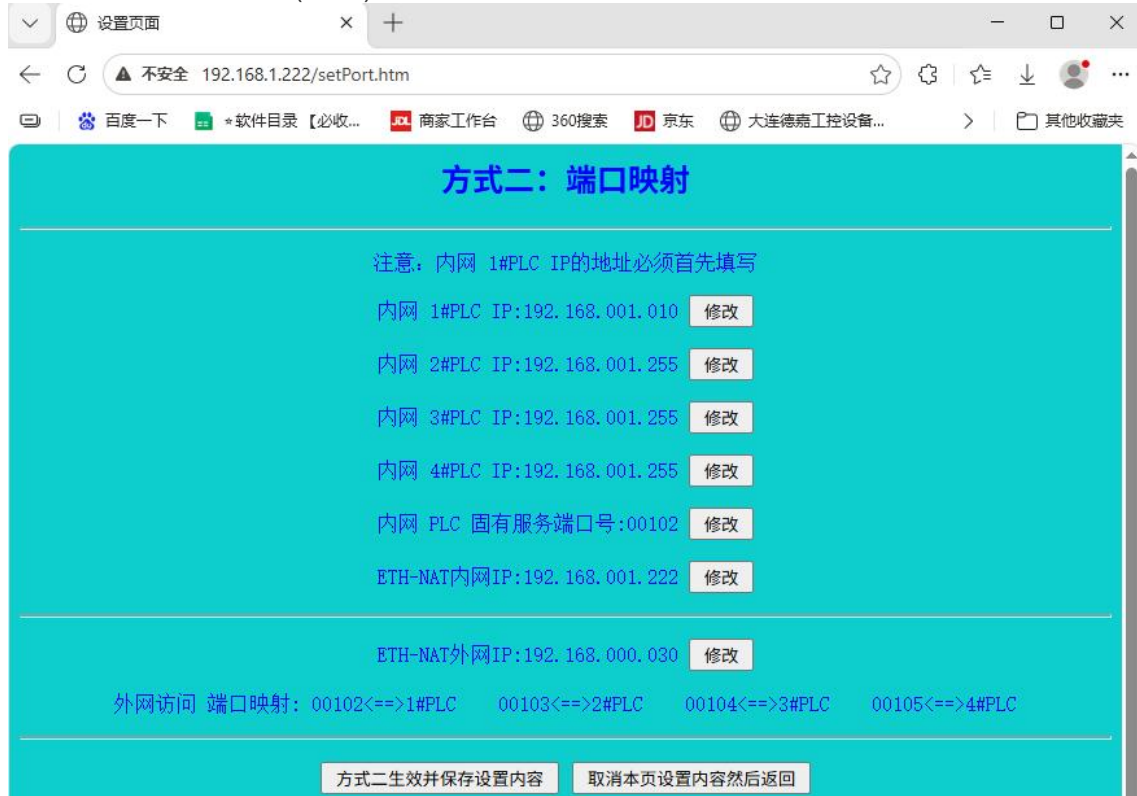 设置页面
不安全 192.168.1.222/setPort.htm
百度一下 *软件目录【必收... JDL 商家工作台 360搜索 JD 京东 大连德嘉工控设备... 其他收藏夹
方式二：端口映射
注意：内网 1#PLC IP的地址必须首先填写
内网 1#PLC IP:192.168.001.010 修改
内网 2#PLC IP:192.168.001.255 修改
内网 3#PLC IP:192.168.001.255 修改
内网 4#PLC IP:192.168.001.255 修改
内网 PLC 固有服务端口号:00102 修改
ETH-NAT内网IP:192.168.001.222 修改
ETH-NAT外网IP:192.168.000.030 修改
外网访问 端口映射: 00102<==>1#PLC 00103<==>2#PLC 00104<==>3#PLC 00105<==>4#PLC
方式二生效并保存设置内容 取消本页设置内容然后返回